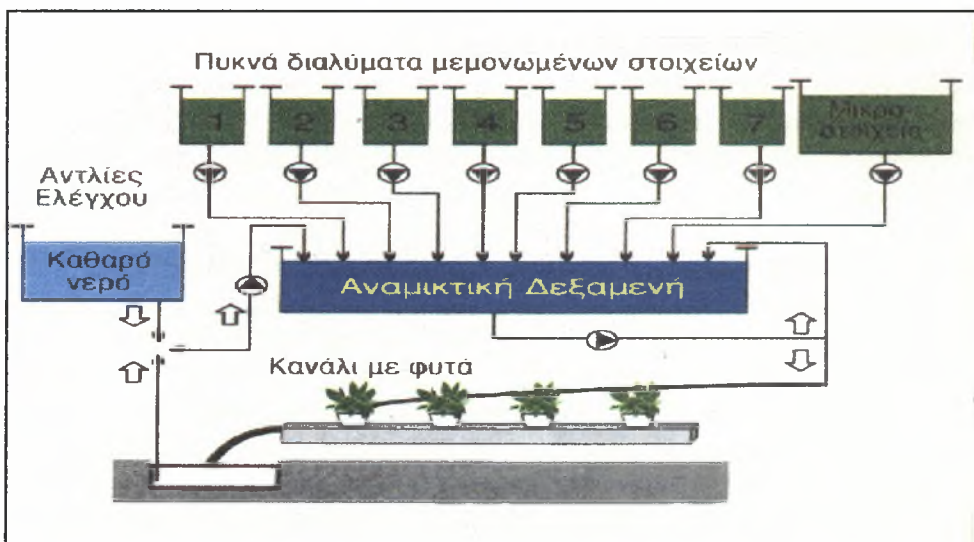 Πυκνά διαλύματα μεμονωμένων στοιχείων
1 2 3 4 5 6 7 Μικρο-
στοιχεία
Αντλίες
Ελέγχου
Καθαρό
νερό
Αναμικτική Δεξαμενή
Κανάλι με φυτά